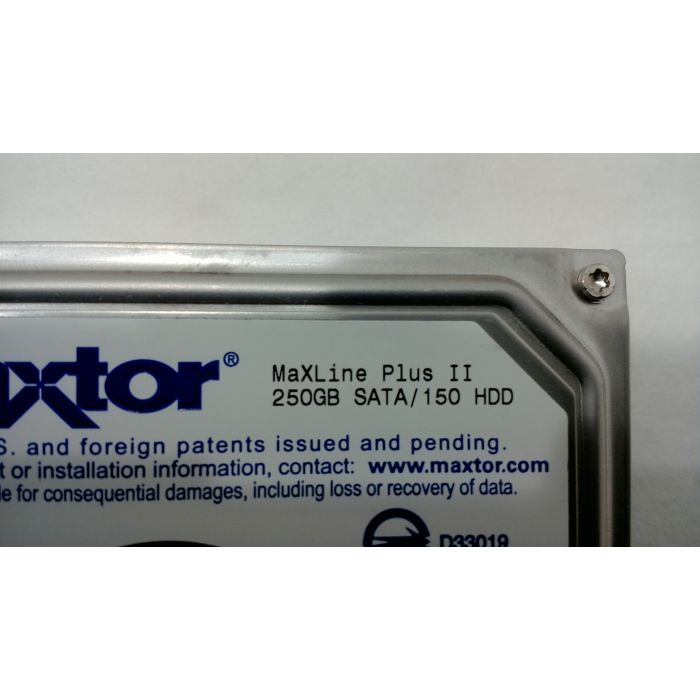 maxtor®
MaXLine Plus II
250GB SATA/150 HDD
S. and foreign patents issued and pending.
t or installation information, contact: www.maxtor.com
le for consequential damages, including loss or recovery of data.
D33019